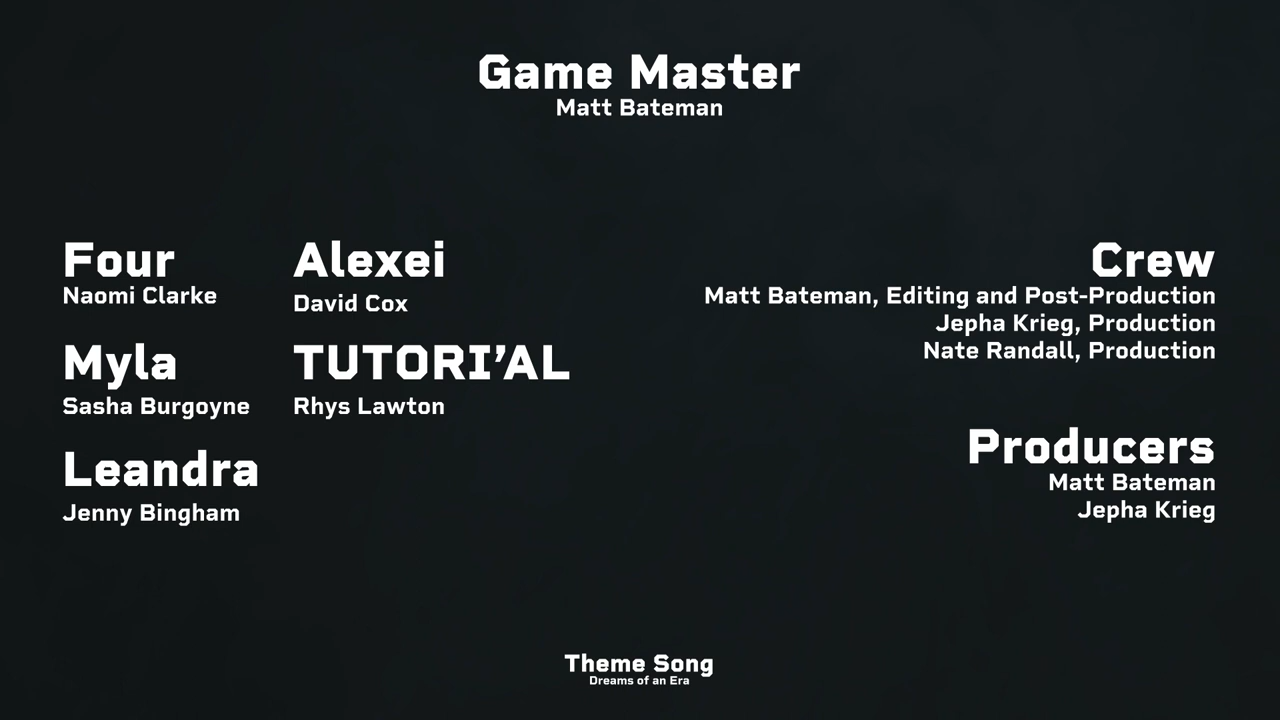 Game Master
Matt Bateman
Four
Naomi Clarke
Myla
Sasha Burgoyne
Leandra
Jenny Bingham
Alexei
David Cox
TUTORI’AL
Rhys Lawton
Crew
Matt Bateman, Editing and Post-Production
Jepha Krieg, Production
Nate Randall, Production
Producers
Matt Bateman
Jepha Krieg
Theme Song
Dreams of an Era